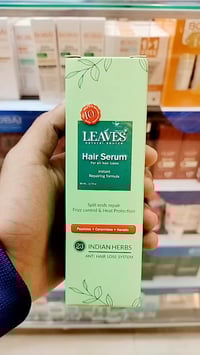 LEAVES
natural source
Hair Serum
For all hair types
Instant
Repairing formula
Split ends repair
Frizz control & Heat Protection
Peptides + Ceramides + Keratin
INDIAN HERBS
ANTI HAIR LOSS SYSTEM